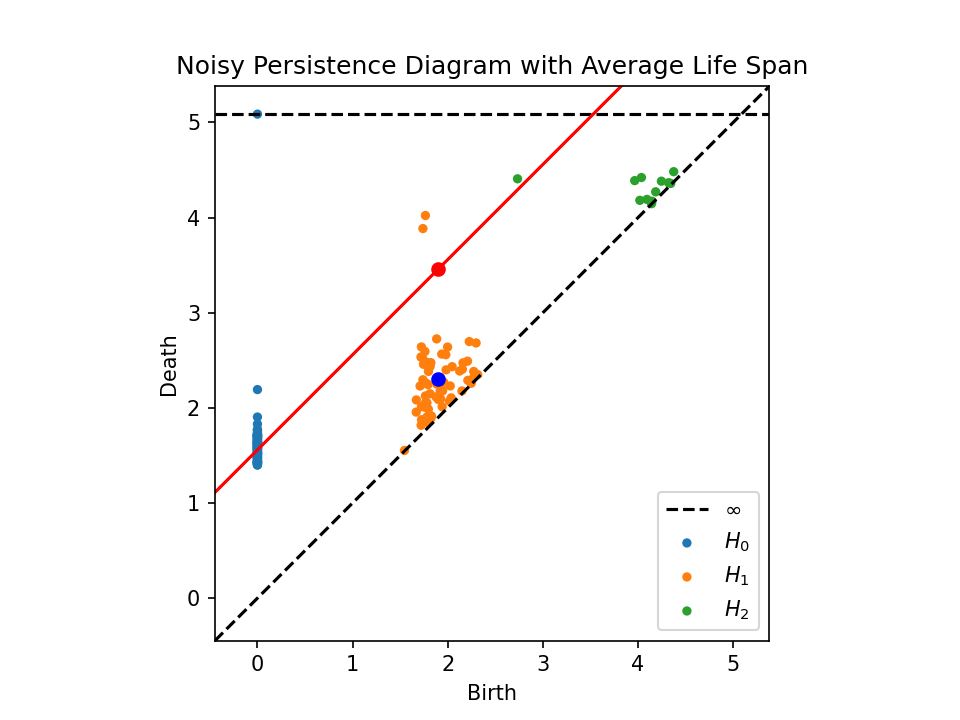 Noisy Persistence Diagram with Average Life Span
Death
5
4
3
2
1
0
∞
H₀
H₁
H₂
0 1 2 3 4 5
Birth